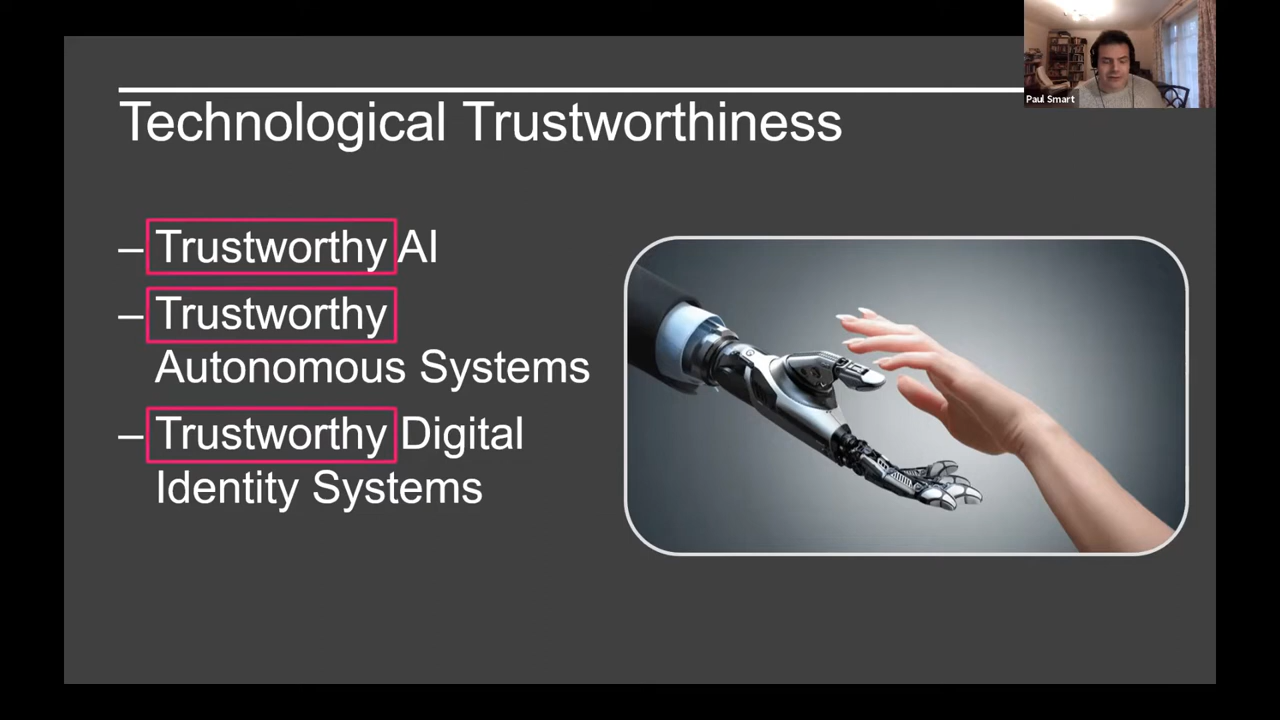 Paul Smart
Technological Trustworthiness
– Trustworthy AI
– Trustworthy
Autonomous Systems
– Trustworthy Digital
Identity Systems